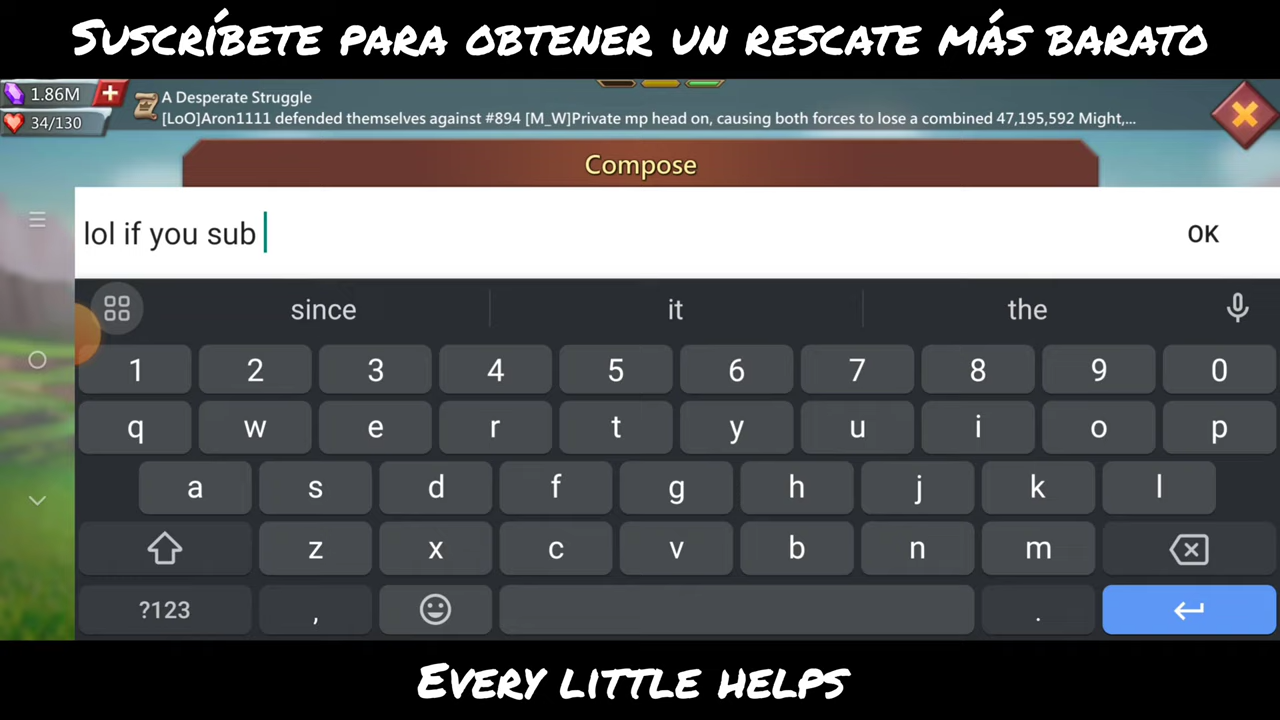 Suscríbete para obtener un rescate más barato
1.86M
34/130
A Desperate Struggle
[LoO]Aron1111 defended themselves against #894 [M_W]Private mp head on, causing both forces to lose a combined 47,195,592 Might,...
Compose
lol if you sub
OK
since it the
1 2 3 4 5 6 7 8 9 0
q w e r t y u i o p
a s d f g h j k l
z x c v b n m
?123 , .
Every little helps